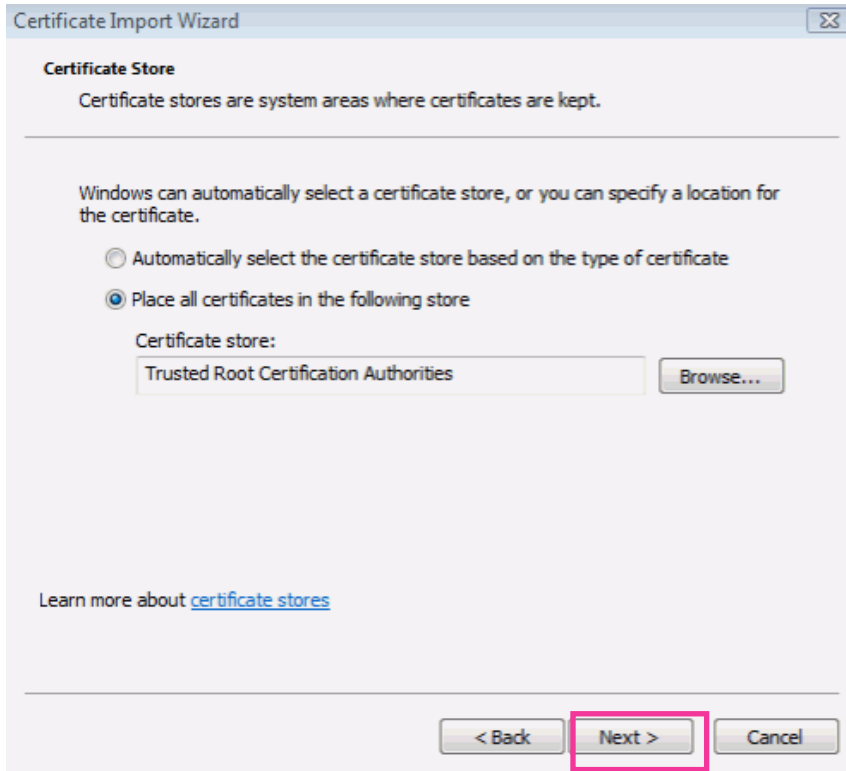 Certificate Import Wizard
Certificate Store
Certificate stores are system areas where certificates are kept.
Windows can automatically select a certificate store, or you can specify a location for
the certificate.
Automatically select the certificate store based on the type of certificate
Place all certificates in the following store
Certificate store:
Trusted Root Certification Authorities
Browse...
Learn more about certificate stores
< Back Next > Cancel